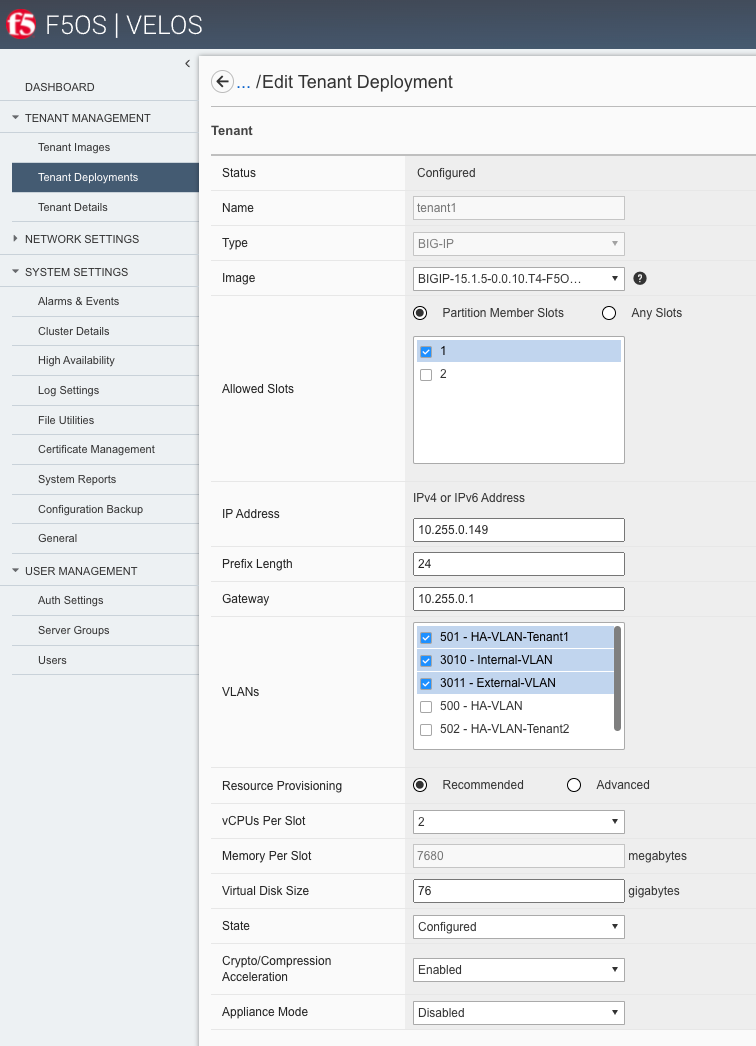 f5 F5OS | VELOS
DASHBOARD
TENANT MANAGEMENT
Tenant Images
Tenant Deployments
Tenant Details
NETWORK SETTINGS
SYSTEM SETTINGS
Alarms & Events
Cluster Details
High Availability
Log Settings
File Utilities
Certificate Management
System Reports
Configuration Backup
General
USER MANAGEMENT
Auth Settings
Server Groups
Users
... /Edit Tenant Deployment
Tenant
Status Configured
Name tenant1
Type BIG-IP
Image BIGIP-15.1.5-0.0.10.T4-F5O... ?
Allowed Slots
Partition Member Slots Any Slots
1
2
IP Address
IPv4 or IPv6 Address
10.255.0.149
Prefix Length 24
Gateway 10.255.0.1
VLANs
501 - HA-VLAN-Tenant1
3010 - Internal-VLAN
3011 - External-VLAN
500 - HA-VLAN
502 - HA-VLAN-Tenant2
Resource Provisioning Recommended Advanced
vCPUs Per Slot 2
Memory Per Slot 7680 megabytes
Virtual Disk Size 76 gigabytes
State Configured
Crypto/Compression
Acceleration
Enabled
Appliance Mode Disabled